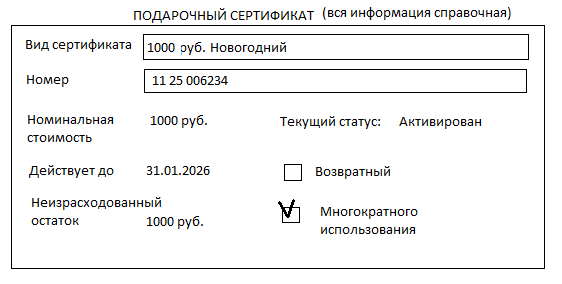 ПОДАРОЧНЫЙ СЕРТИФИКАТ (вся информация справочная)
Вид сертификата 1000 руб. Новогодний
Номер 11 25 006234
Номинальная стоимость 1000 руб. Текущий статус: Активирован
Действует до 31.01.2026 Возвратный
Неизрасходованный остаток 1000 руб. Многократного использования